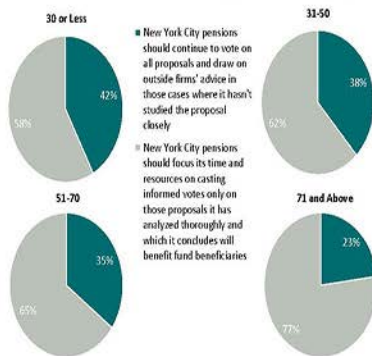 30 or Less
42%
58%
New York City pensions
should continue to vote on
all proposals and draw on
outside firms' advice in
those cases where it hasn't
studied the proposal
closely
New York City pensions
should focus its time and
resources on casting
informed votes only on
those proposals it has
analyzed thoroughly and
which it concludes will
benefit fund beneficiaries
31-50
38%
62%
51-70
35%
65%
71 and Above
23%
77%